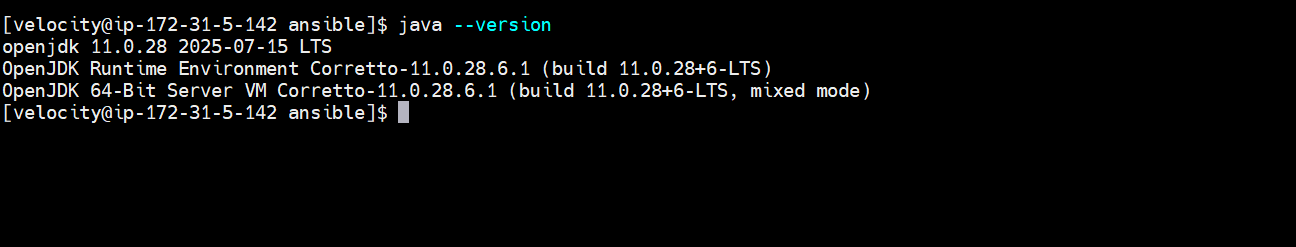 [velocity@ip-172-31-5-142 ansible]$ java --version
openjdk 11.0.28 2025-07-15 LTS
OpenJDK Runtime Environment Corretto-11.0.28.6.1 (build 11.0.28+6-LTS)
OpenJDK 64-Bit Server VM Corretto-11.0.28.6.1 (build 11.0.28+6-LTS, mixed mode)
[velocity@ip-172-31-5-142 ansible]$